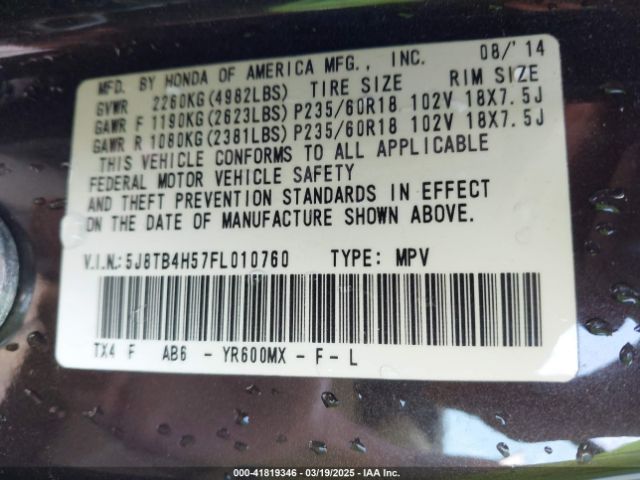 MFD. BY HONDA OF AMERICA MFG., INC. 08/'14
GVWR 2260KG(4982LBS) TIRE SIZE RIM SIZE
GAWR F 1190KG(2623LBS) P235/60R18 102V 18X7.5J
GAWR R 1080KG(2381LBS) P235/60R18 102V 18X7.5J
THIS VEHICLE CONFORMS TO ALL APPLICABLE
FEDERAL MOTOR VEHICLE SAFETY
AND THEFT PREVENTION STANDARDS IN EFFECT
ON THE DATE OF MANUFACTURE SHOWN ABOVE.
V.I.N.: 5J8TB4H57FL010760 TYPE: MPV
TX4 F AB6 - YR600MX - F - L
000-41819346 | 03/19/2025 | IAA Inc.